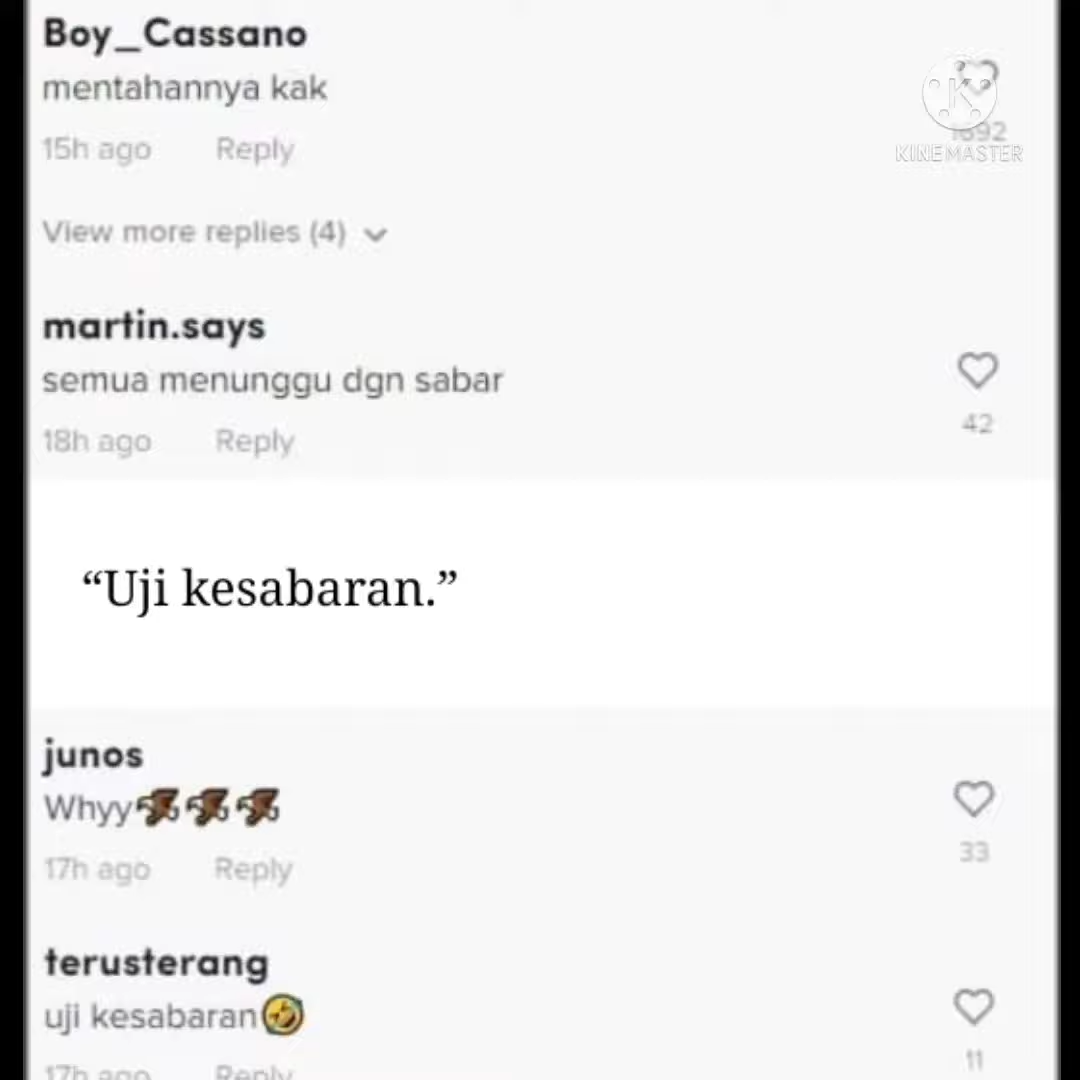 Boy_Cassano
mentahannya kak
1692
KINEMASTER
15h ago Reply
View more replies (4)
martin.says
semua menunggu dgn sabar
42
18h ago Reply
“Uji kesabaran.”
junos
Whyy
33
17h ago Reply
terusterang
uji kesabaran🤣
11
17h ago Reply